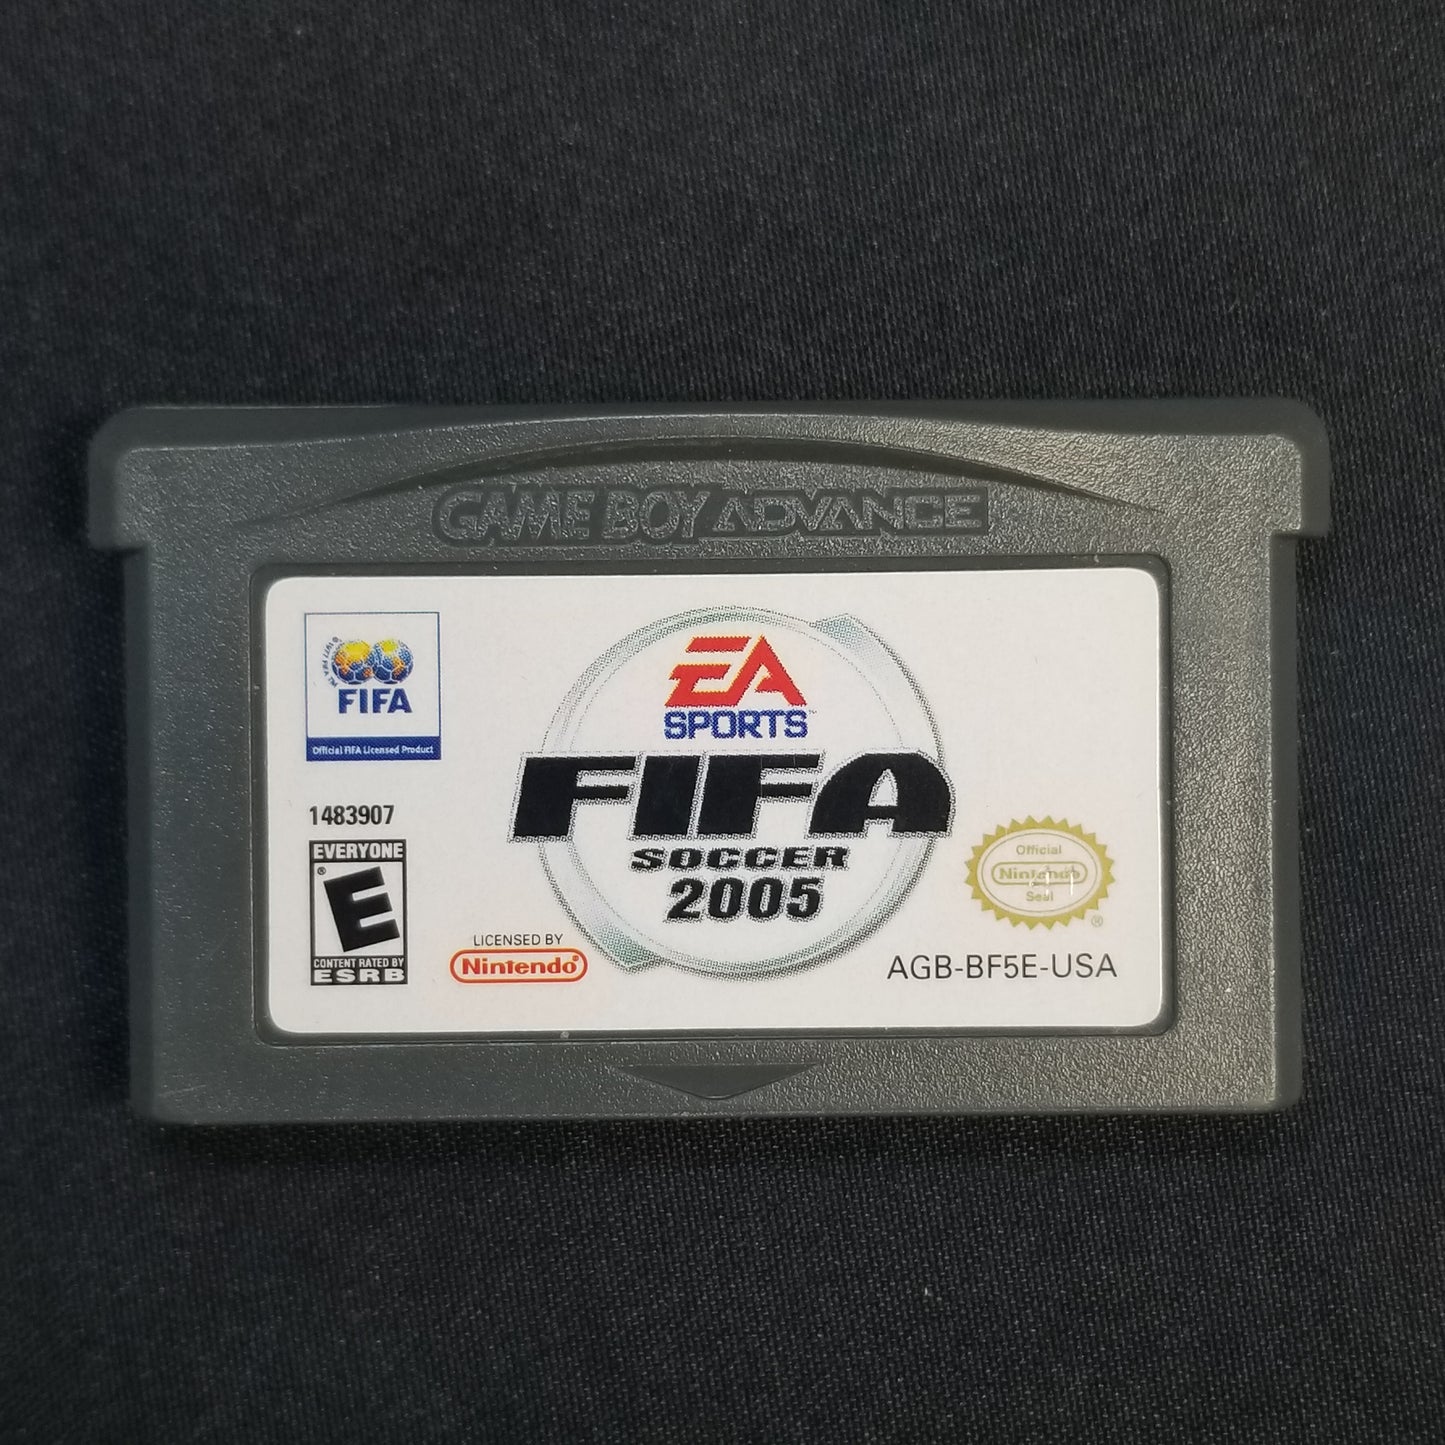 GAME BOY ADVANCE
FIFA
Official FIFA Licensed Product
EA
SPORTS™
FIFA
SOCCER
2005
1483907
EVERYONE
E
CONTENT RATED BY
ESRB
LICENSED BY
Nintendo®
Official
Nintendo
Seal
®
AGB-BF5E-USA